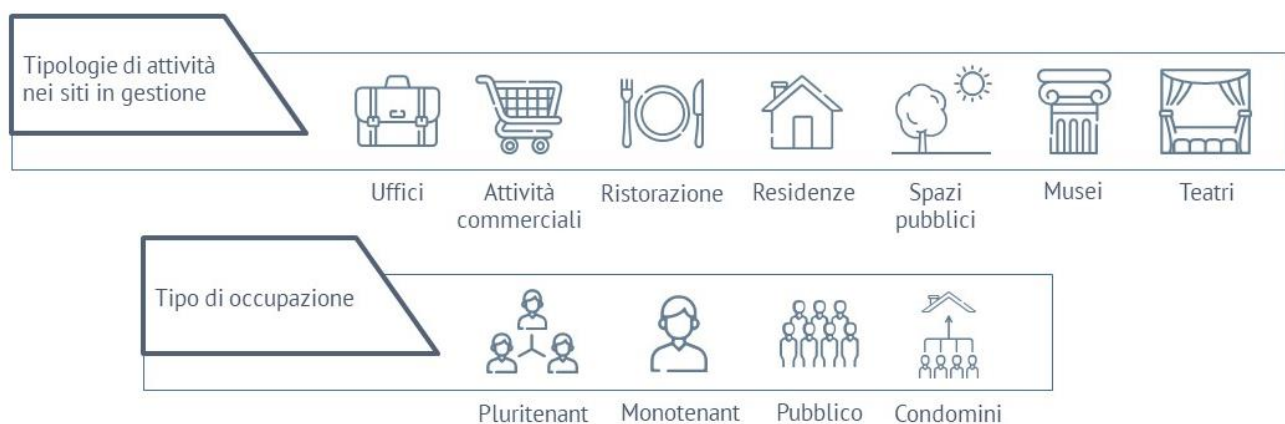 Tipologie di attività
nei siti in gestione
Uffici
Attività
commerciali
Ristorazione
Residenze
Spazi
pubblici
Musei
Teatri
Tipo di occupazione
Pluritenant
Monotenant
Pubblico
Condomini